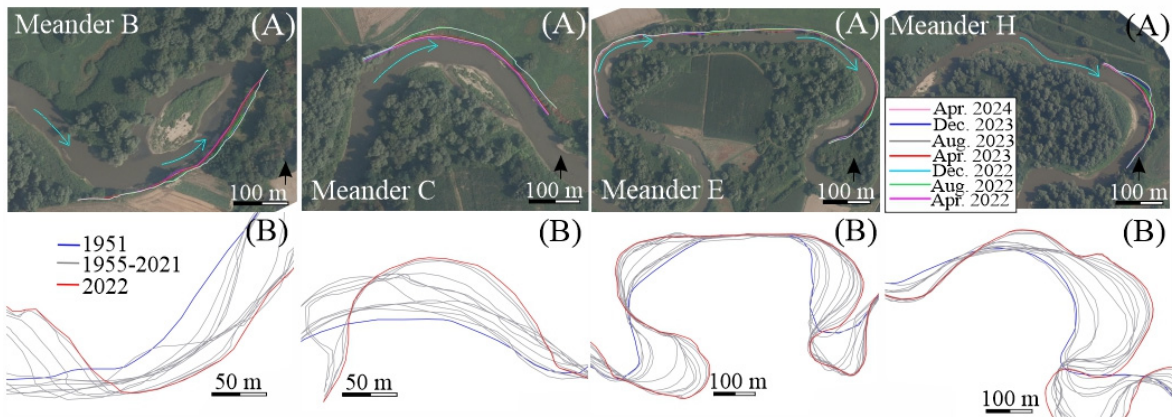 Meander B
(A)
100 m
(A)
Meander C
100 m
Meander E
(A)
100 m
Meander H
(A)
Apr. 2024
Dec. 2023
Aug. 2023
Apr. 2023
Dec. 2022
Aug. 2022
Apr. 2022
100 m
(B)
1951
1955-2021
2022
50 m
(B)
50 m
(B)
100 m
(B)
100 m